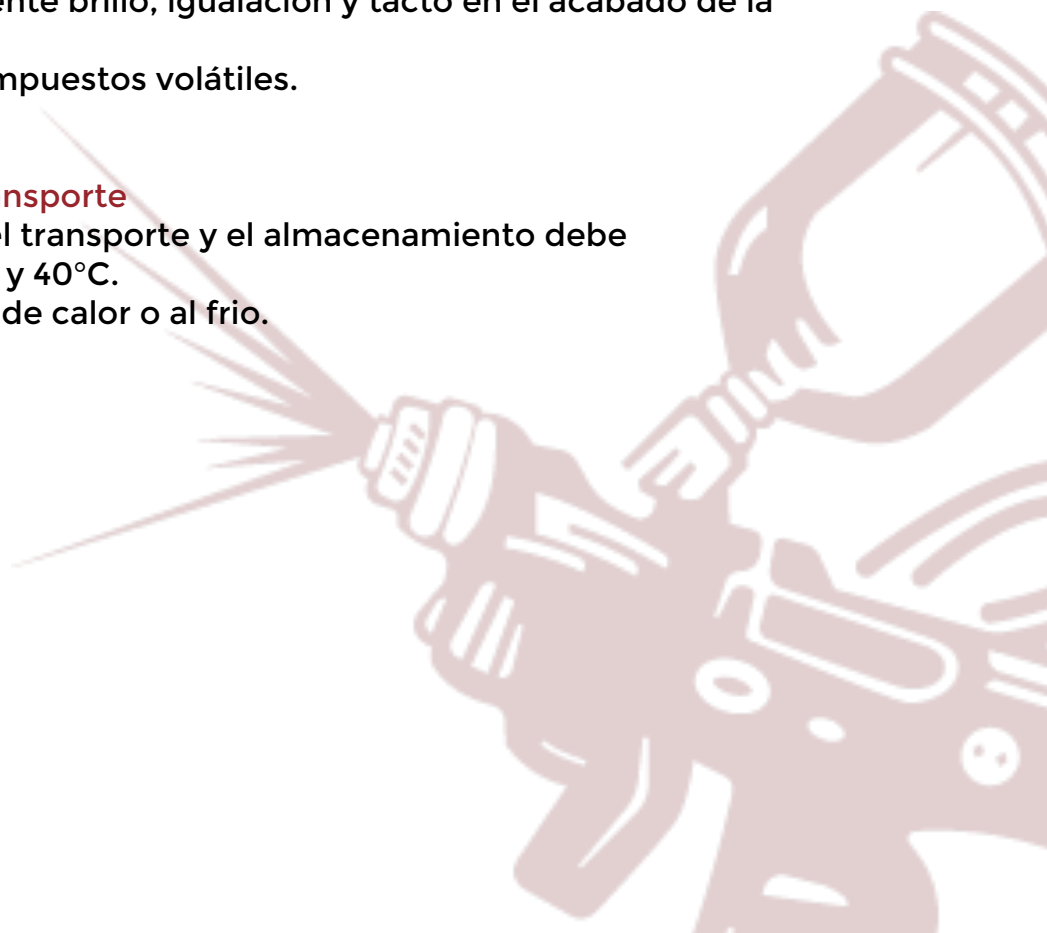 ente brillo, igualación y tacto en el acabado de la
mpuestos volátiles.
nsporte
el transporte y el almacenamiento debe
y 40°C.
de calor o al frio.